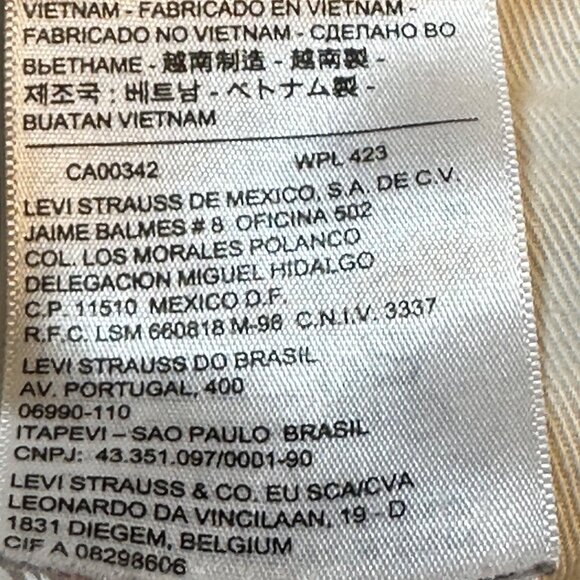 VIETNAM - FABRICADO EN VIETNAM -
FABRICADO NO VIETNAM - СДЕЛАНО ВО
ВЬЕТНАМЕ - 越南制造 - 越南製 -
제조국 : 베트남 - ベトナム製 -
BUATAN VIETNAM
CA00342 WPL 423
LEVI STRAUSS DE MEXICO, S.A. DE C.V.
JAIME BALMES # 8 OFICINA 502
COL. LOS MORALES POLANCO
DELEGACION MIGUEL HIDALGO
C.P. 11510 MEXICO D.F.
R.F.C. LSM 660818 M-98 C.N.I.V. 3337
LEVI STRAUSS DO BRASIL
AV. PORTUGAL, 400
06990-110
ITAPEVI – SAO PAULO BRASIL
CNPJ: 43.351.097/0001-90
LEVI STRAUSS & CO. EU SCA/CVA
LEONARDO DA VINCILAAN, 19 - D
1831 DIEGEM, BELGIUM
CIF A 08298606